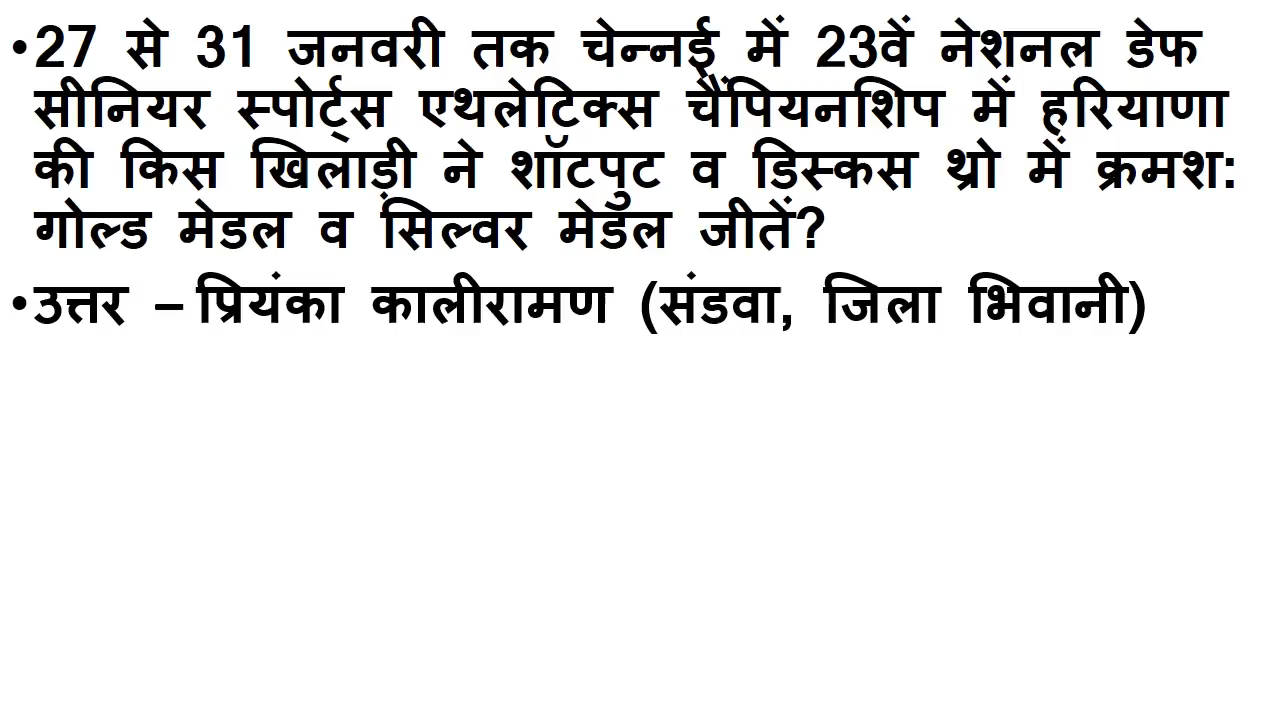 •27 से 31 जनवरी तक चेन्नई में 23वें नेशनल डेफ
सीनियर स्पोर्ट्स एथलेटिक्स चैंपियनशिप में हरियाणा
की किस खिलाड़ी ने शॉटपुट व डिस्कस थ्रो में क्रमश:
गोल्ड मेडल व सिल्वर मेडल जीतें?
•उत्तर – प्रियंका कालीरामण (संडवा, जिला भिवानी)